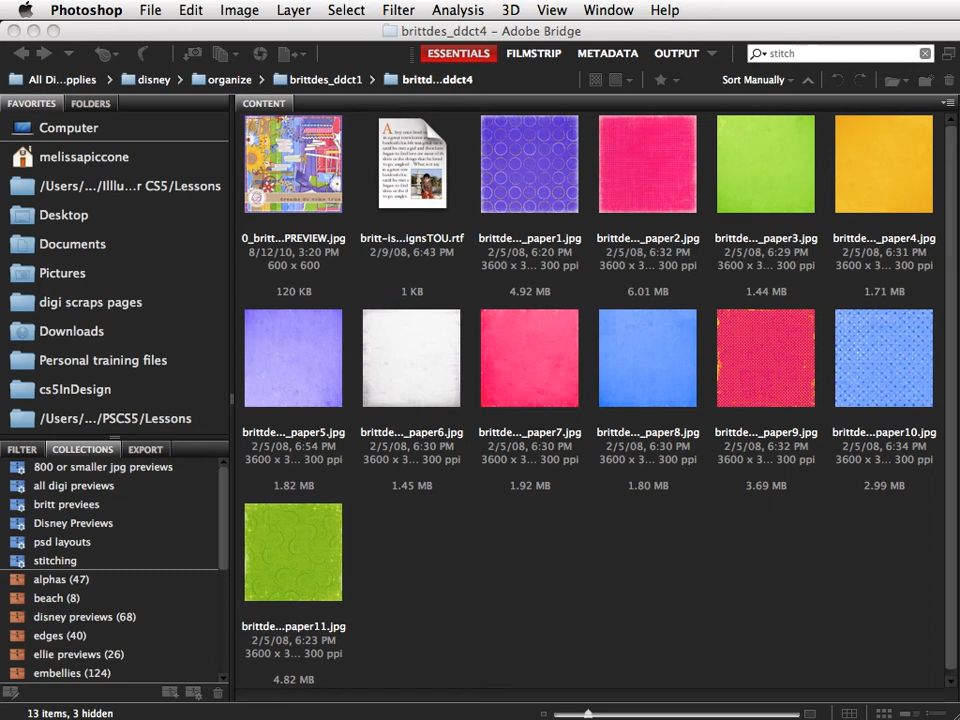 Photoshop File Edit Image Layer Select Filter Analysis 3D View Window Help
brittdes_ddct4 – Adobe Bridge
ESSENTIALS FILMSTRIP METADATA OUTPUT stitch
All Di...pplies disney organize brittdes_ddct1 brittd...ddct4 Sort Manually
FAVORITES FOLDERS
Computer
melissapiccone
/Users/.../Illlu...r CS5/Lessons
Desktop
Documents
Pictures
digi scraps pages
Downloads
Personal training files
cs5InDesign
/Users/.../PSCS5/Lessons
FILTER COLLECTIONS EXPORT
800 or smaller jpg previews
all digi previews
britt previees
Disney Previews
psd layouts
stitching
alphas (47)
beach (8)
disney previews (68)
edges (40)
ellie previews (26)
embellies (124)
CONTENT
0_britt...PREVIEW.jpg
8/12/10, 3:20 PM
600 x 600
120 KB
britt-is...ignsTOU.rtf
2/9/08, 6:43 PM
1 KB
brittde..._paper1.jpg
2/5/08, 6:20 PM
3600 x 3... 300 ppi
4.92 MB
brittde..._paper2.jpg
2/5/08, 6:32 PM
3600 x 3... 300 ppi
6.01 MB
brittde..._paper3.jpg
2/5/08, 6:29 PM
3600 x 3... 300 ppi
1.44 MB
brittde..._paper4.jpg
2/5/08, 6:31 PM
3600 x 3... 300 ppi
1.71 MB
brittde..._paper5.jpg
2/5/08, 6:54 PM
3600 x 3... 300 ppi
1.82 MB
brittde..._paper6.jpg
2/5/08, 6:30 PM
3600 x 3... 300 ppi
1.45 MB
brittde..._paper7.jpg
2/5/08, 6:33 PM
3600 x 3... 300 ppi
1.92 MB
brittde..._paper8.jpg
2/5/08, 6:33 PM
3600 x 3... 300 ppi
1.80 MB
brittde..._paper9.jpg
2/5/08, 6:32 PM
3600 x 3... 300 ppi
3.69 MB
brittde...paper10.jpg
2/5/08, 6:34 PM
3600 x 3... 300 ppi
2.99 MB
brittde...paper11.jpg
2/5/08, 6:23 PM
3600 x 3... 300 ppi
4.82 MB
13 items, 3 hidden